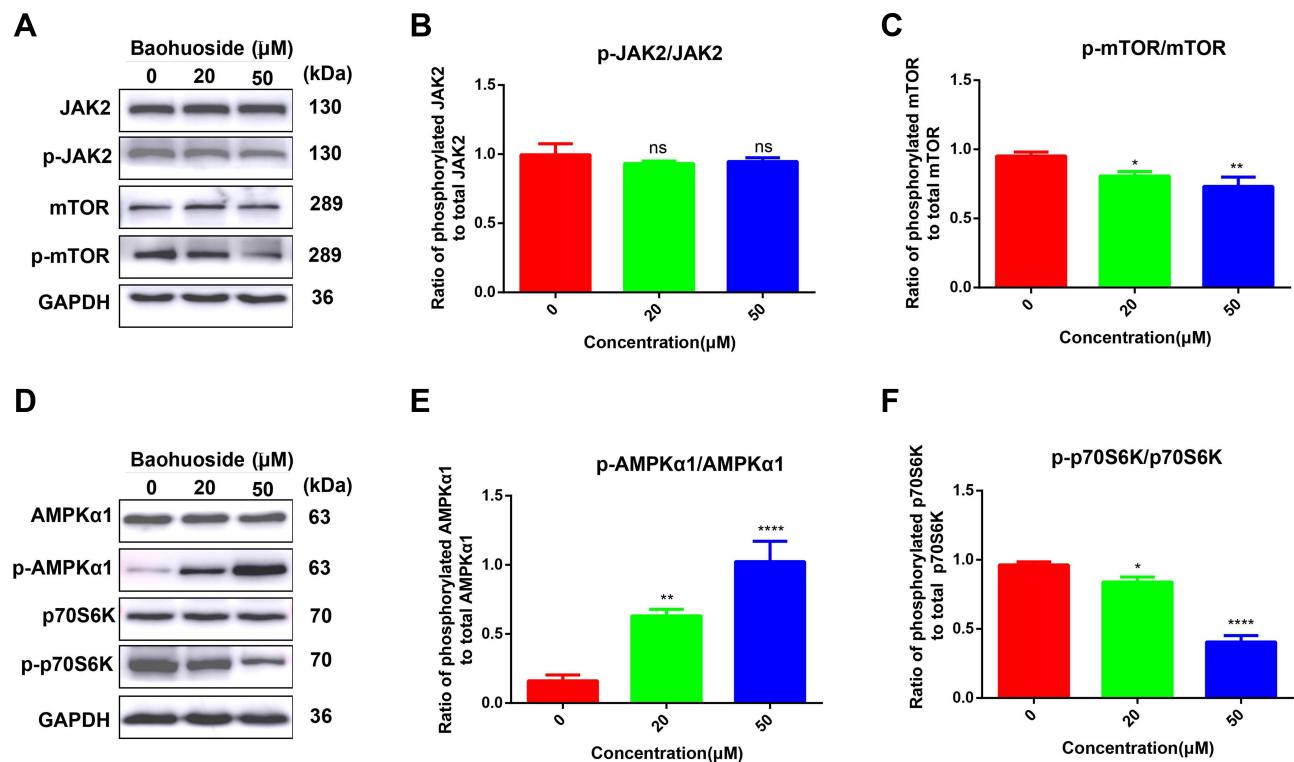 A
Baohuoside (µM)
0 20 50 (kDa)
JAK2 130
p-JAK2 130
mTOR 289
p-mTOR 289
GAPDH 36
B
p-JAK2/JAK2
Ratio of phosphorylated JAK2
to total JAK2
1.5
1.0
0.5
0.0
ns
ns
0 20 50
Concentration(µM)
C
p-mTOR/mTOR
Ratio of phosphorylated mTOR
to total mTOR
1.5
1.0
0.5
0.0
*
**
0 20 50
Concentration(µM)
D
Baohuoside (µM)
0 20 50 (kDa)
AMPKα1 63
p-AMPKα1 63
p70S6K 70
p-p70S6K 70
GAPDH 36
E
p-AMPKα1/AMPKα1
Ratio of phosphorylated AMPKα1
to total AMPKα1
1.5
1.0
0.5
0.0
**
****
0 20 50
Concentration(µM)
F
p-p70S6K/p70S6K
Ratio of phosphorylated p70S6K
to total p70S6K
1.5
1.0
0.5
0.0
*
****
0 20 50
Concentration(µM)